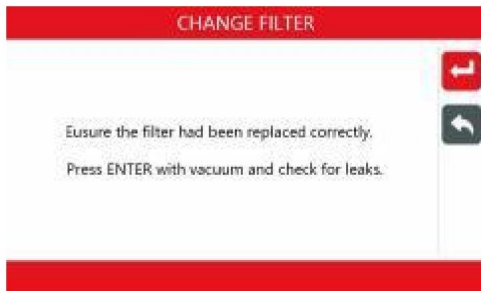 CHANGE FILTER
Eusure the filter had been replaced correctly.
Press ENTER with vacuum and check for leaks.